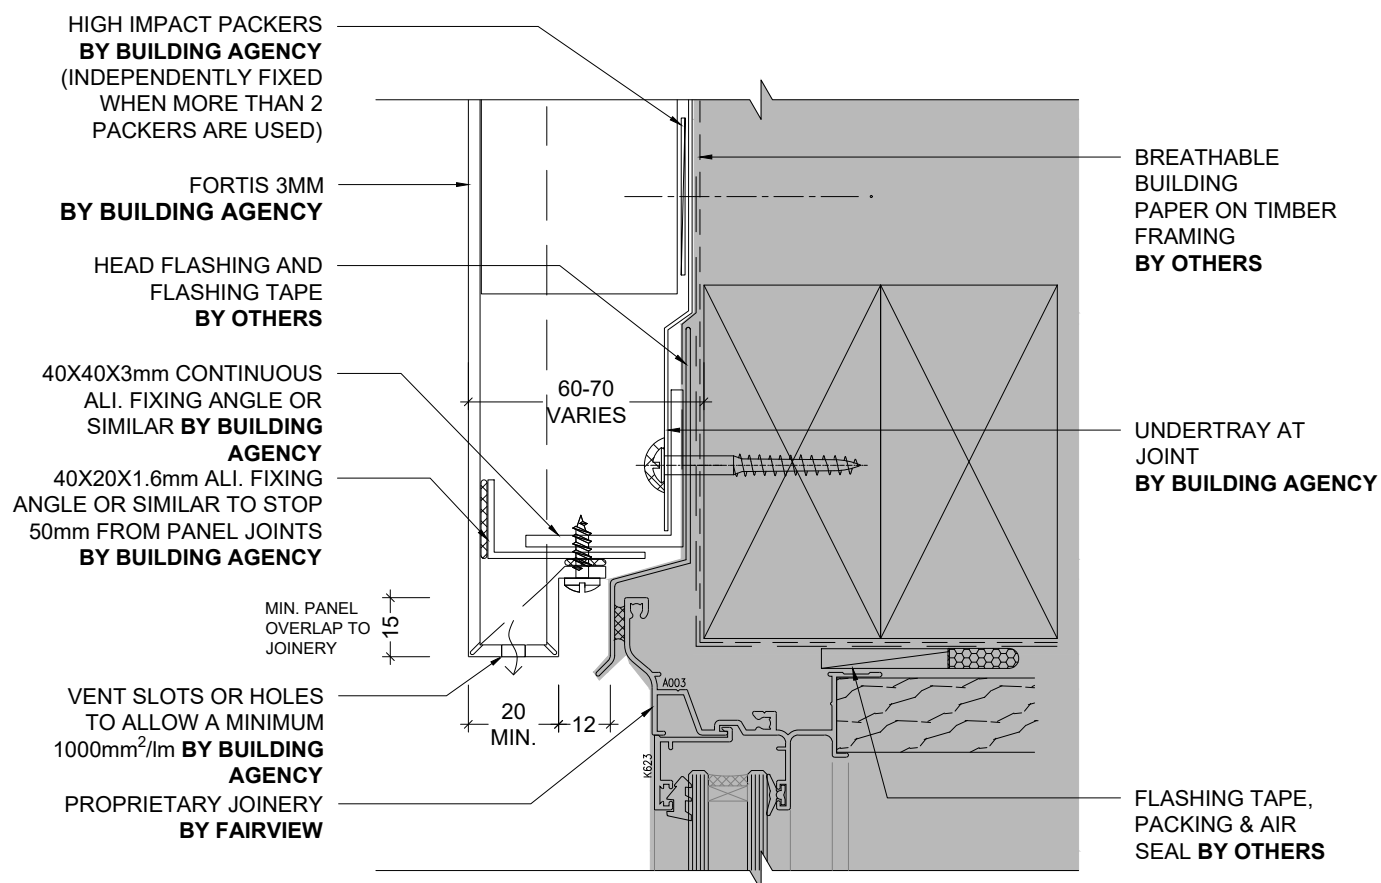 HIGH IMPACT PACKERS
BY BUILDING AGENCY
(INDEPENDENTLY FIXED
WHEN MORE THAN 2
PACKERS ARE USED)
FORTIS 3MM
BY BUILDING AGENCY
HEAD FLASHING AND
FLASHING TAPE
BY OTHERS
40X40X3mm CONTINUOUS
ALI. FIXING ANGLE OR
SIMILAR BY BUILDING
AGENCY
40X20X1.6mm ALI. FIXING
ANGLE OR SIMILAR TO STOP
50mm FROM PANEL JOINTS
BY BUILDING AGENCY
MIN. PANEL
OVERLAP TO
JOINERY
15
VENT SLOTS OR HOLES
TO ALLOW A MINIMUM
1000mm²/lm BY BUILDING
AGENCY
PROPRIETARY JOINERY
BY FAIRVIEW
60-70
VARIES
20
MIN.
12
A003
K623
BREATHABLE
BUILDING
PAPER ON TIMBER
FRAMING
BY OTHERS
UNDERTRAY AT
JOINT
BY BUILDING AGENCY
FLASHING TAPE,
PACKING & AIR
SEAL BY OTHERS